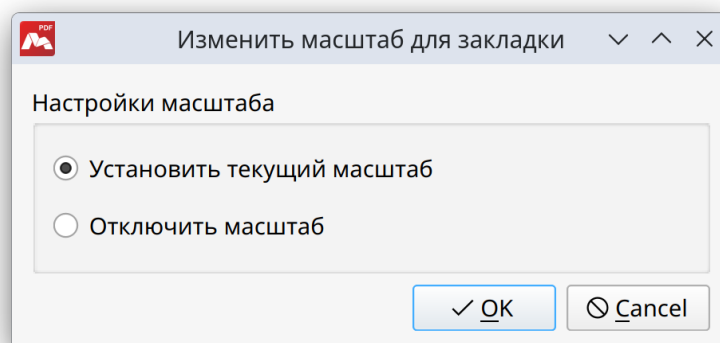 PDF
Изменить масштаб для закладки
Настройки масштаба
Установить текущий масштаб
Отключить масштаб
OK
Cancel